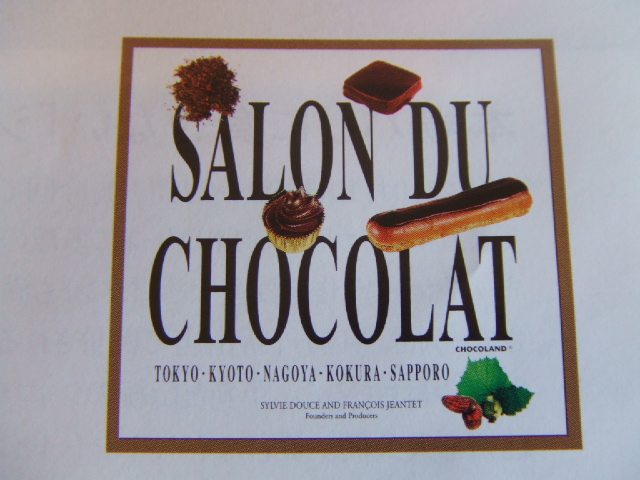 SALON DU
CHOCOLAT
CHOCOLAND
TOKYO・KYOTO・NAGOYA・KOKURA・SAPPORO
SYLVIE DOUCE AND FRANÇOIS JEANTET
Founders and Producers